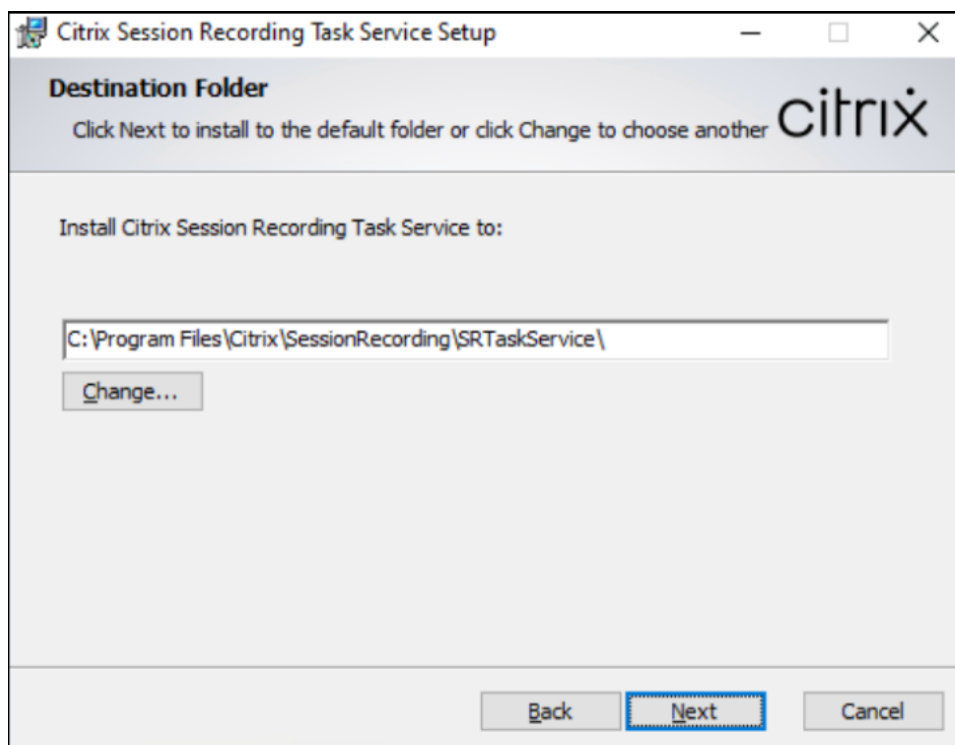 Citrix Session Recording Task Service Setup
Destination Folder
Click Next to install to the default folder or click Change to choose another
citrix
Install Citrix Session Recording Task Service to:
C:\Program Files\Citrix\SessionRecording\SRTaskService\
Change...
Back
Next
Cancel